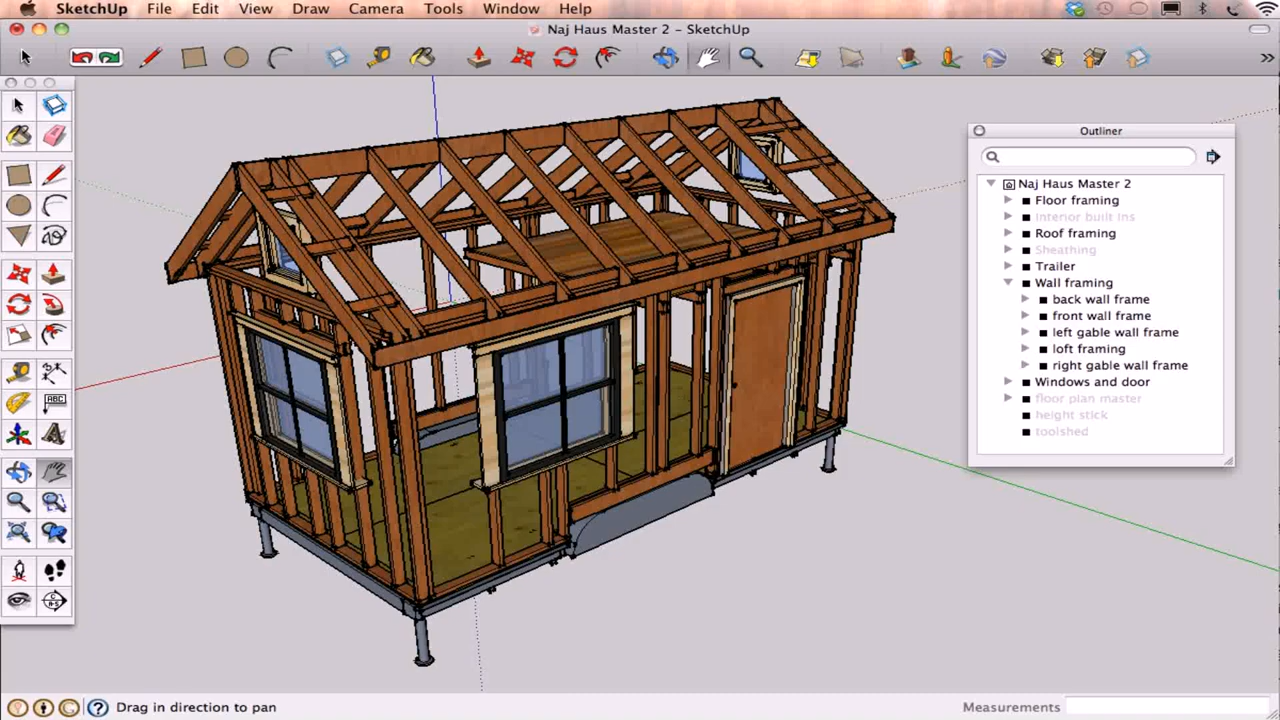 SketchUp File Edit View Draw Camera Tools Window Help
Naj Haus Master 2 - SketchUp
Outliner
Naj Haus Master 2
Floor framing
Interior built ins
Roof framing
Sheathing
Trailer
Wall framing
back wall frame
front wall frame
left gable wall frame
loft framing
right gable wall frame
Windows and door
floor plan master
height stick
toolshed
ABC
Drag in direction to pan
Measurements